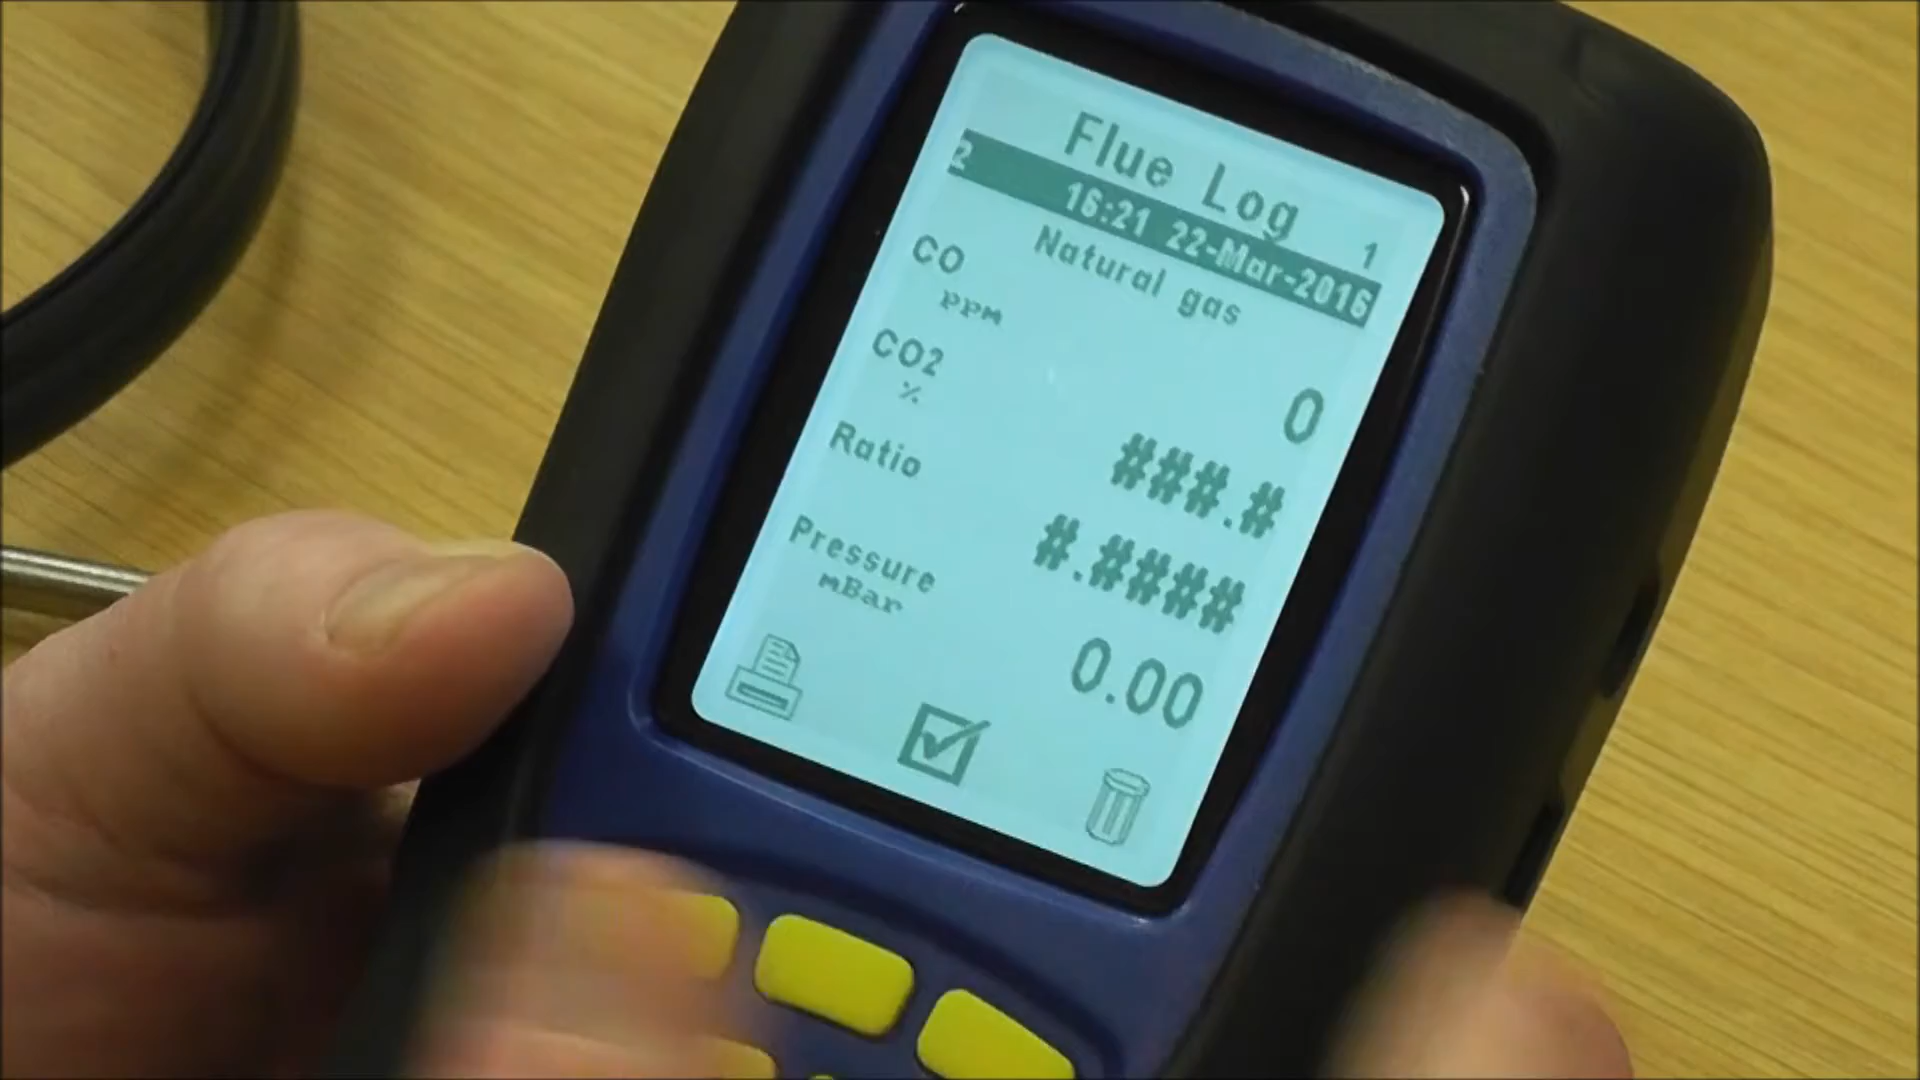 Flue Log 1
2 16:21 22-Mar-2016
Natural gas
CO
ppm
0
CO2
%
###.#
Ratio
#.####
Pressure
mBar
0.00